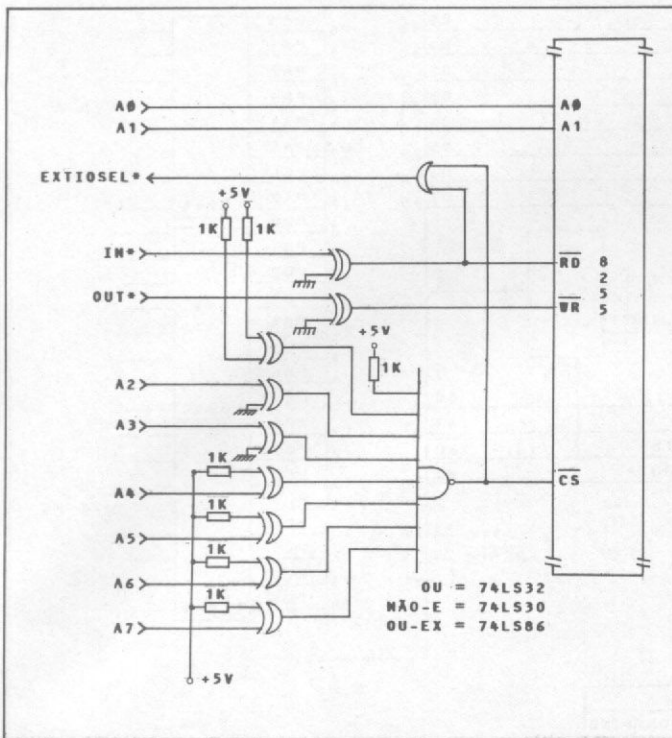 AØ AØ
A1 A1
EXTIOSEL*
+5V
1K 1K
IN* RD 8
2
OUT* WR 5
5
+5V
1K
A2
A3
1K
A4 CS
1K
A5
1K
A6
OU = 74LS32
1K NÃO-E = 74LS30
A7 OU-EX = 74LS86
+5V